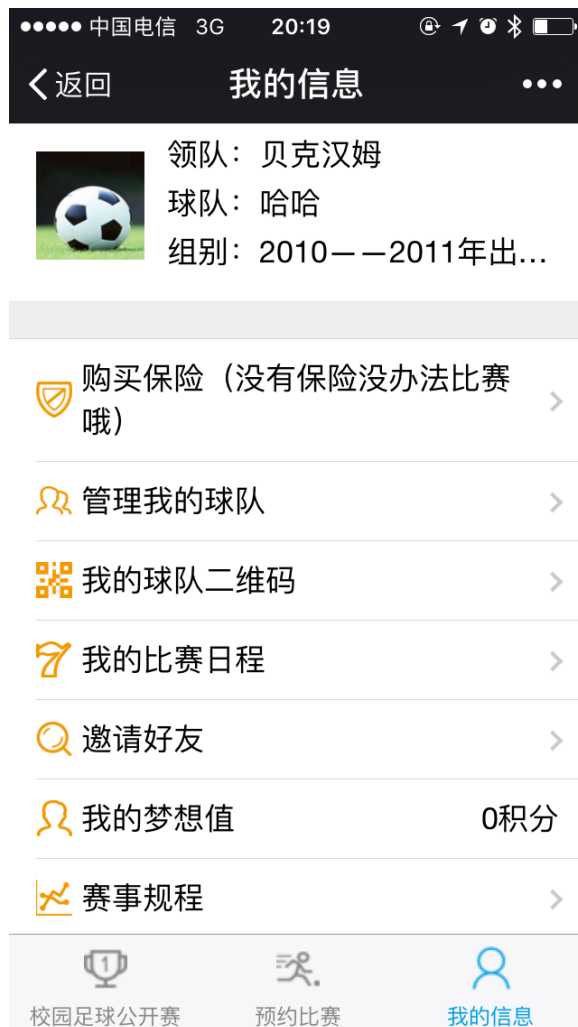 中国电信 3G 20:19
返回 我的信息
领队：贝克汉姆
球队：哈哈
组别：2010——2011年出...
购买保险（没有保险没办法比赛
哦）
管理我的球队
我的球队二维码
我的比赛日程
邀请好友
我的梦想值 0积分
赛事规程
校园足球公开赛 预约比赛 我的信息